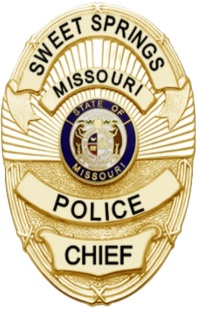 SWEET SPRINGS
MISSOURI
STATE OF
MISSOURI
POLICE
CHIEF